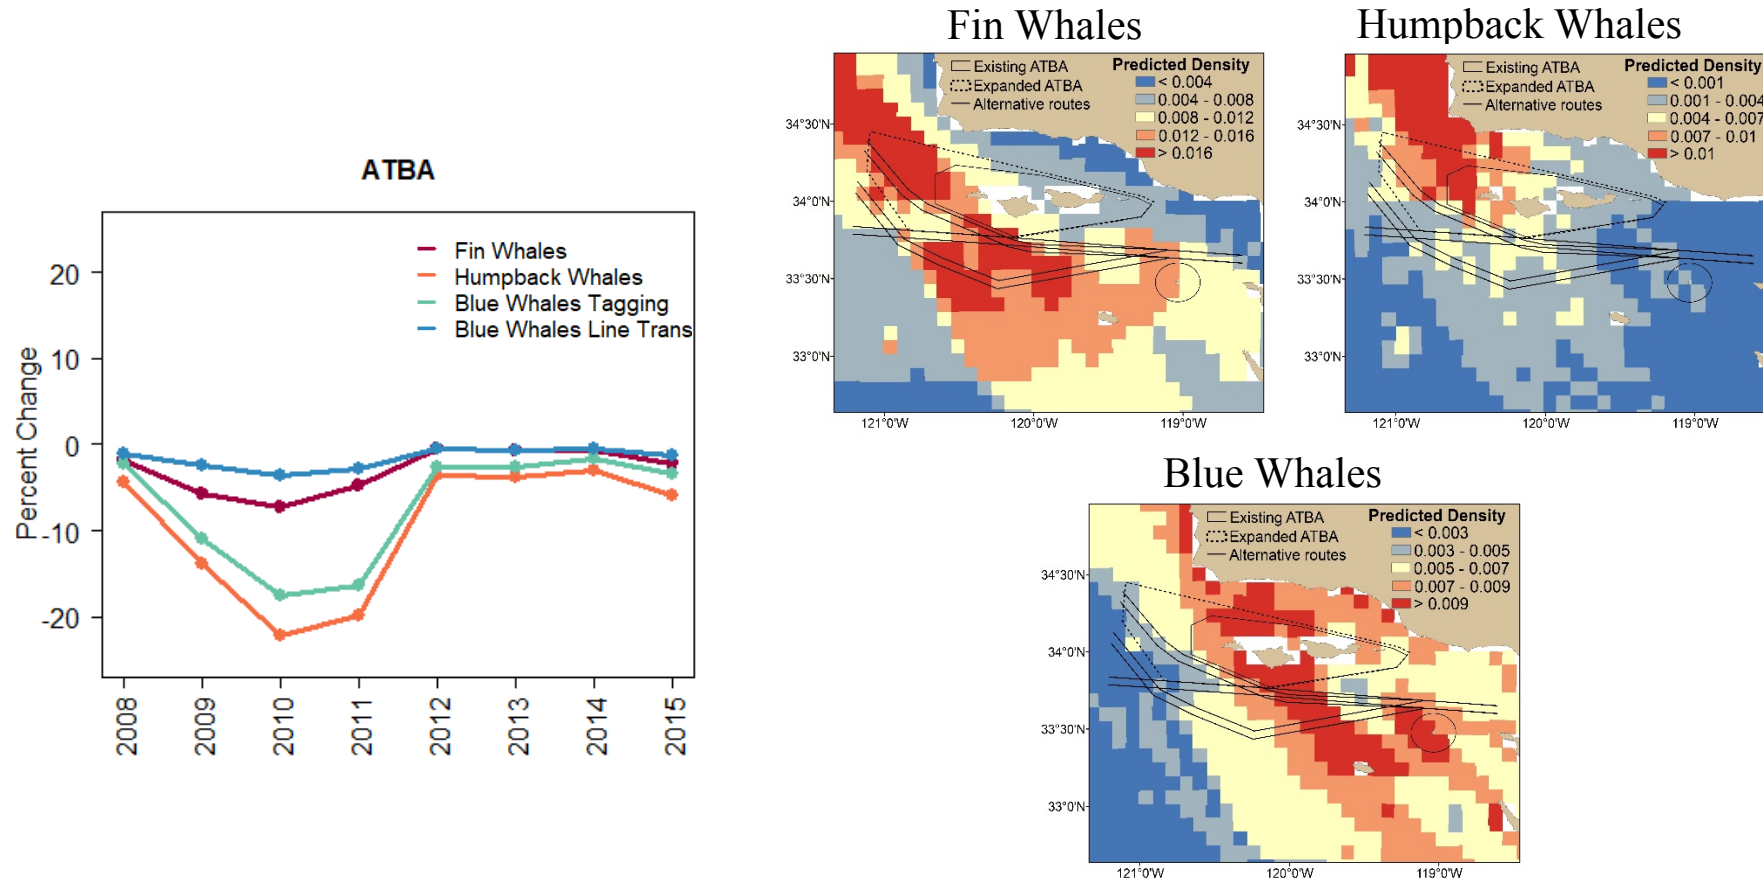 ATBA
Fin Whales
Humpback Whales
Blue Whales Tagging
Blue Whales Line Trans
Percent Change
20
10
0
-10
-20
2008
2009
2010
2011
2012
2013
2014
2015
Fin Whales
Existing ATBA
Expanded ATBA
Alternative routes
Predicted Density
< 0.004
0.004 - 0.008
0.008 - 0.012
0.012 - 0.016
> 0.016
34°30'N
34°0'N
33°30'N
33°0'N
121°0'W
120°0'W
119°0'W
Humpback Whales
Existing ATBA
Expanded ATBA
Alternative routes
Predicted Density
< 0.001
0.001 - 0.004
0.004 - 0.007
0.007 - 0.01
> 0.01
34°30'N
34°0'N
33°30'N
33°0'N
121°0'W
120°0'W
119°0'W
Blue Whales
Existing ATBA
Expanded ATBA
Alternative routes
Predicted Density
< 0.003
0.003 - 0.005
0.005 - 0.007
0.007 - 0.009
> 0.009
34°30'N
34°0'N
33°30'N
33°0'N
121°0'W
120°0'W
119°0'W